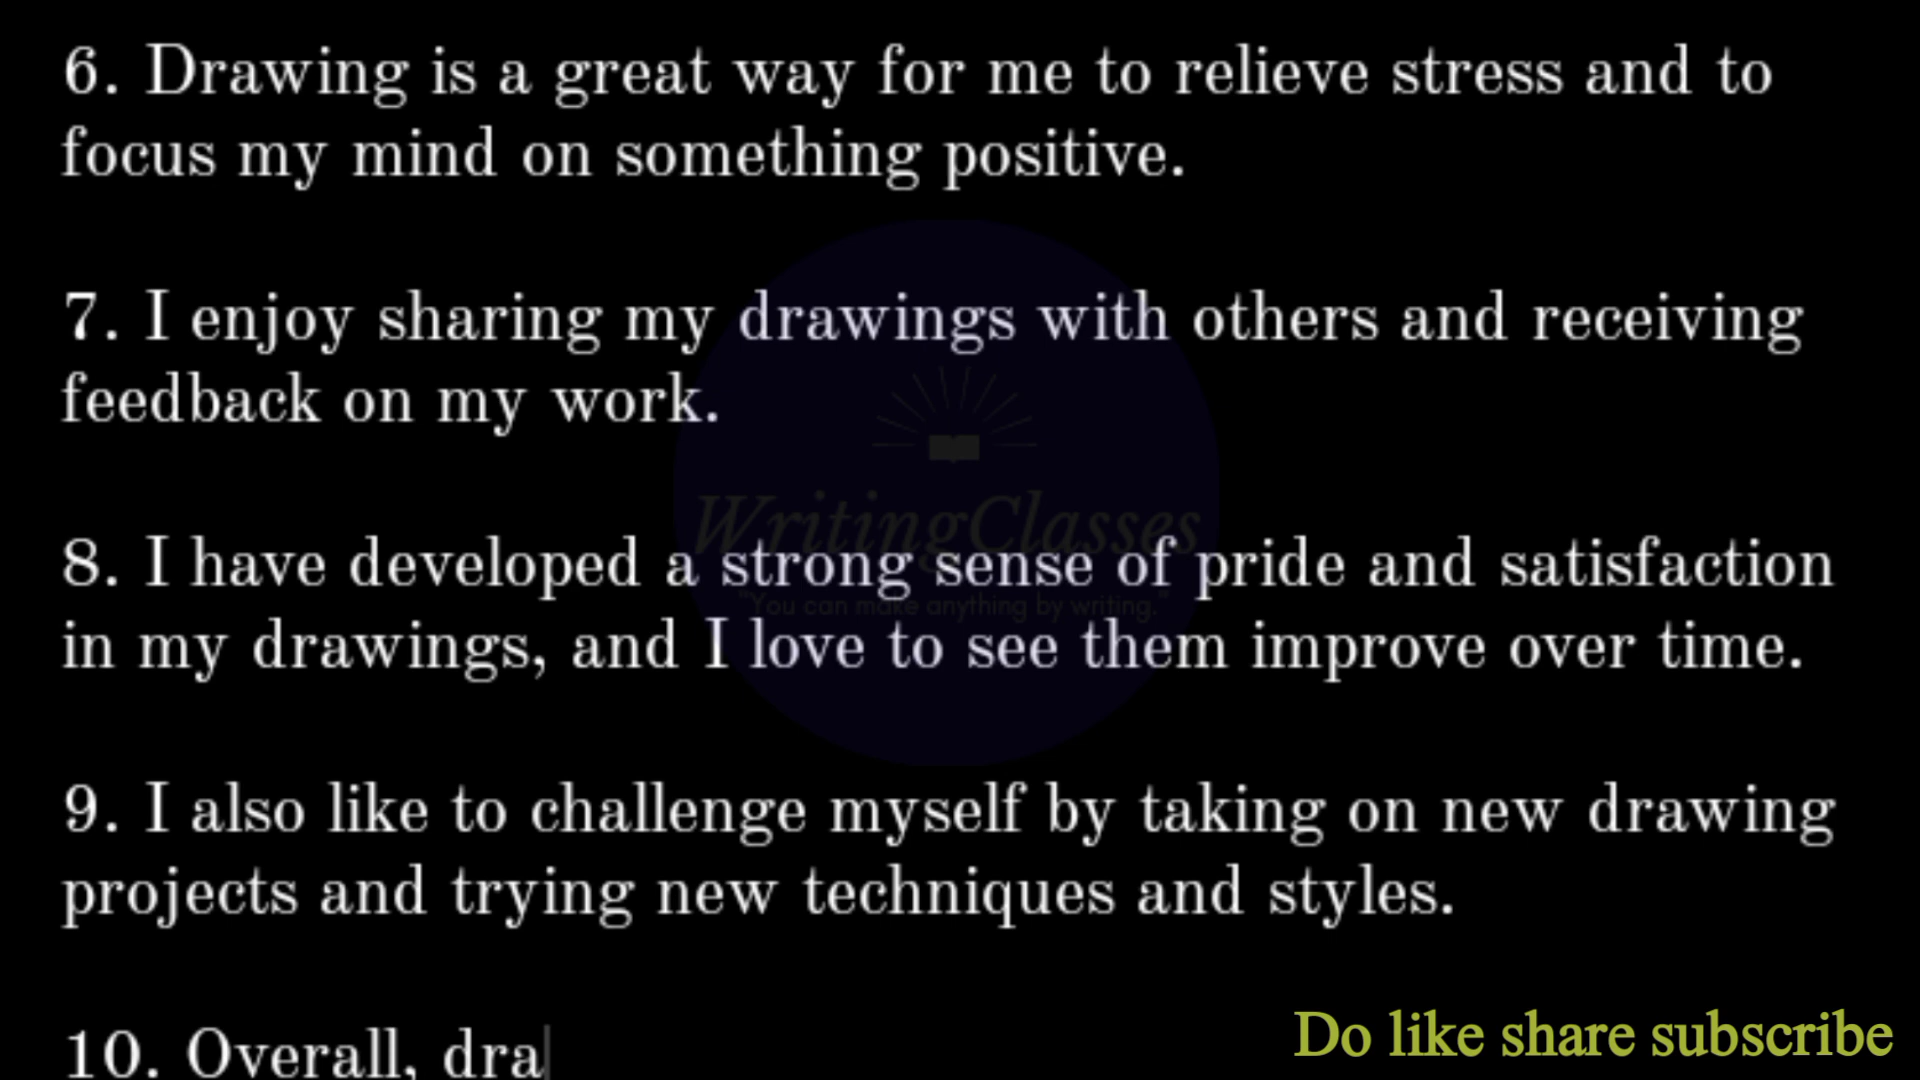 6. Drawing is a great way for me to relieve stress and to
focus my mind on something positive.
7. I enjoy sharing my drawings with others and receiving
feedback on my work.
WritingClasses
8. I have developed a strong sense of pride and satisfaction
"You can make anything by writing."
in my drawings, and I love to see them improve over time.
9. I also like to challenge myself by taking on new drawing
projects and trying new techniques and styles.
10. Overall, dra
Do like share subscribe